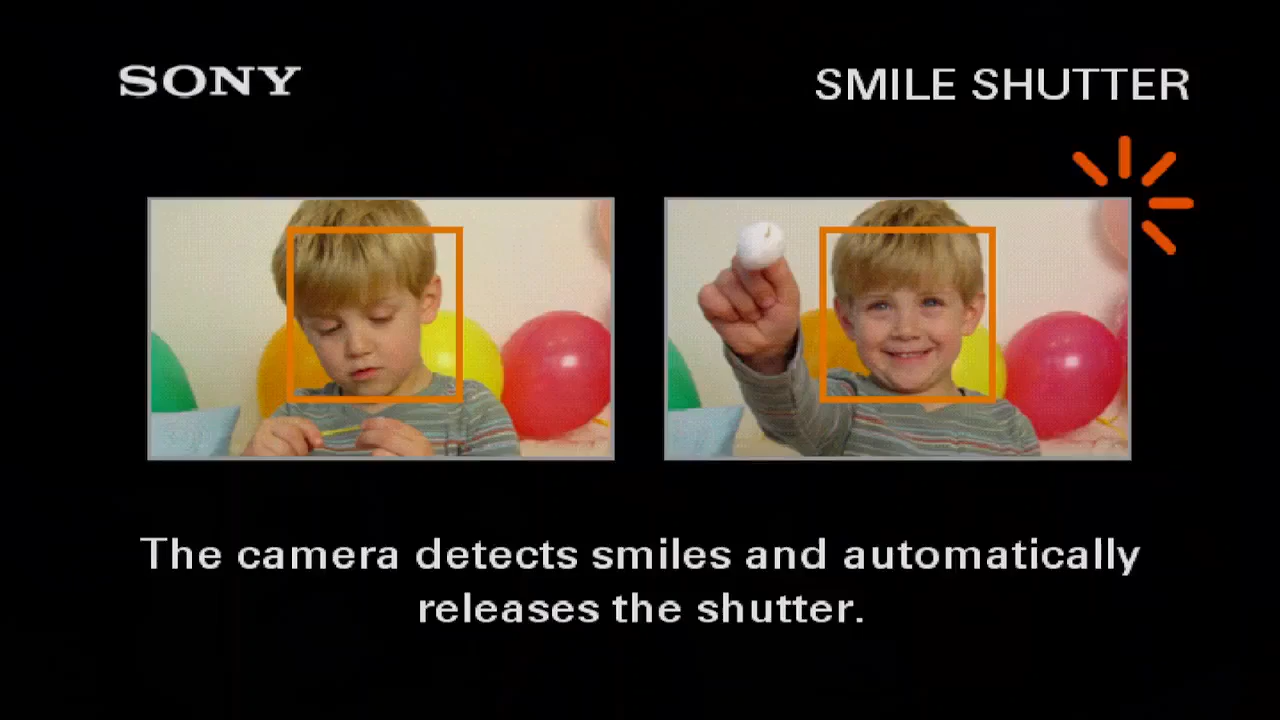 SONY
SMILE SHUTTER
The camera detects smiles and automatically
releases the shutter.